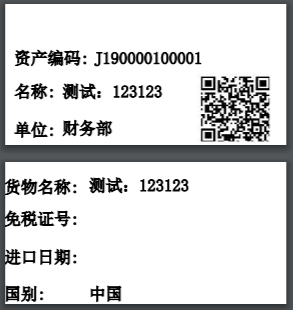 资产编码: J190000100001
名称: 测试: 123123
单位: 财务部
货物名称: 测试: 123123
免税证号:
进口日期:
国别: 中国